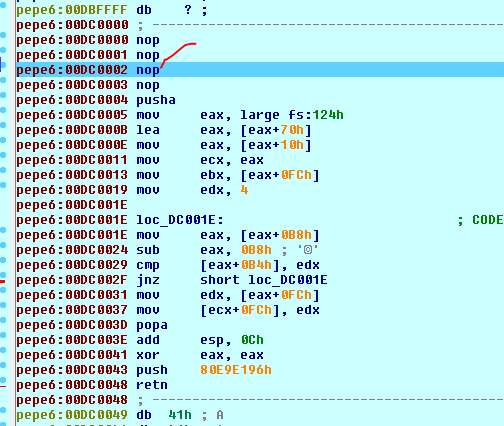 pepe6:00DBFFFF db ? ;
pepe6:00DC0000 ; ---------------------------------------------
pepe6:00DC0000 nop
pepe6:00DC0001 nop
pepe6:00DC0002 nop
pepe6:00DC0003 nop
pepe6:00DC0004 pusha
pepe6:00DC0005 mov eax, large fs:124h
pepe6:00DC000B lea eax, [eax+70h]
pepe6:00DC000E mov eax, [eax+10h]
pepe6:00DC0011 mov ecx, eax
pepe6:00DC0013 mov ebx, [eax+0FCh]
pepe6:00DC0019 mov edx, 4
pepe6:00DC001E
pepe6:00DC001E loc_DC001E: ; CODE
pepe6:00DC001E mov eax, [eax+0B8h]
pepe6:00DC0024 sub eax, 0B8h ; '
pepe6:00DC0029 cmp [eax+0B4h], edx
pepe6:00DC002F jnz short loc_DC001E
pepe6:00DC0031 mov edx, [eax+0FCh]
pepe6:00DC0037 mov [ecx+0FCh], edx
pepe6:00DC003D popa
pepe6:00DC003E add esp, 0Ch
pepe6:00DC0041 xor eax, eax
pepe6:00DC0043 push 80E9E196h
pepe6:00DC0048 retn
pepe6:00DC0048 ; ---------------------------------------------
pepe6:00DC0049 db 41h ; A